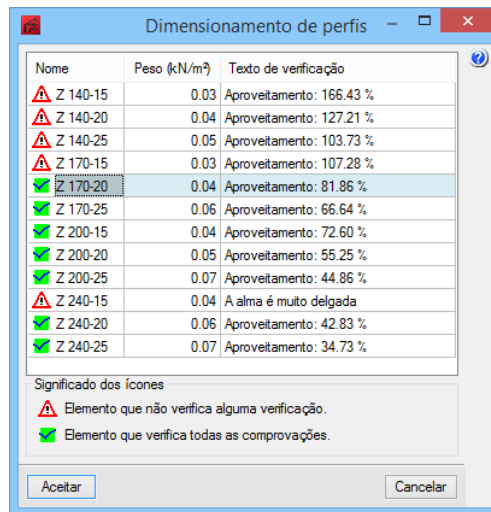 Dimensionamento de perfis
Nome Peso (kN/m²) Texto de verificação
Z 140-15 0.03 Aproveitamento: 166.43 %
Z 140-20 0.04 Aproveitamento: 127.21 %
Z 140-25 0.05 Aproveitamento: 103.73 %
Z 170-15 0.03 Aproveitamento: 107.28 %
Z 170-20 0.04 Aproveitamento: 81.86 %
Z 170-25 0.06 Aproveitamento: 66.64 %
Z 200-15 0.04 Aproveitamento: 72.60 %
Z 200-20 0.05 Aproveitamento: 55.25 %
Z 200-25 0.07 Aproveitamento: 44.86 %
Z 240-15 0.04 A alma é muito delgada
Z 240-20 0.06 Aproveitamento: 42.83 %
Z 240-25 0.07 Aproveitamento: 34.73 %
Significado dos ícones
Elemento que não verifica alguma verificação.
Elemento que verifica todas as comprovações.
Aceitar Cancelar